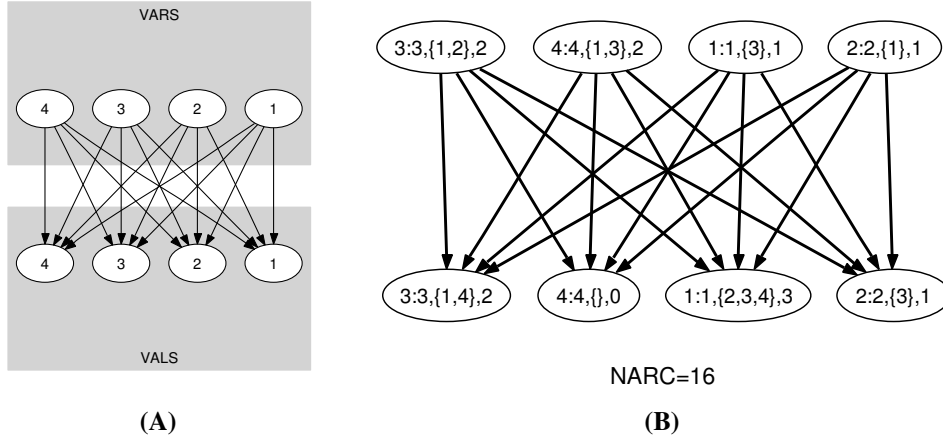 VARS
4 3 2 1
4 3 2 1
VALS
(A)
3:3,{1,2},2 4:4,{1,3},2 1:1,{3},1 2:2,{1},1
3:3,{1,4},2 4:4,{},0 1:1,{2,3,4},3 2:2,{3},1
NARC=16
(B)